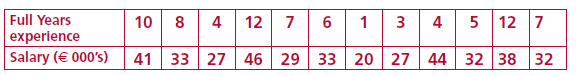 Full Years experience 10 8 4 12 7 6 1 3 4 5 12 7
Salary (€ 000's) 41 33 27 46 29 33 20 27 44 32 38 32